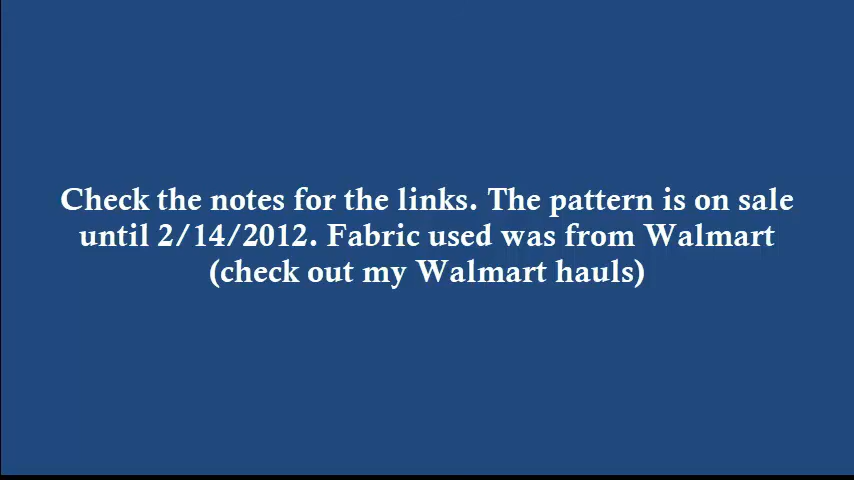 Check the notes for the links. The pattern is on sale
until 2/14/2012. Fabric used was from Walmart
(check out my Walmart hauls)